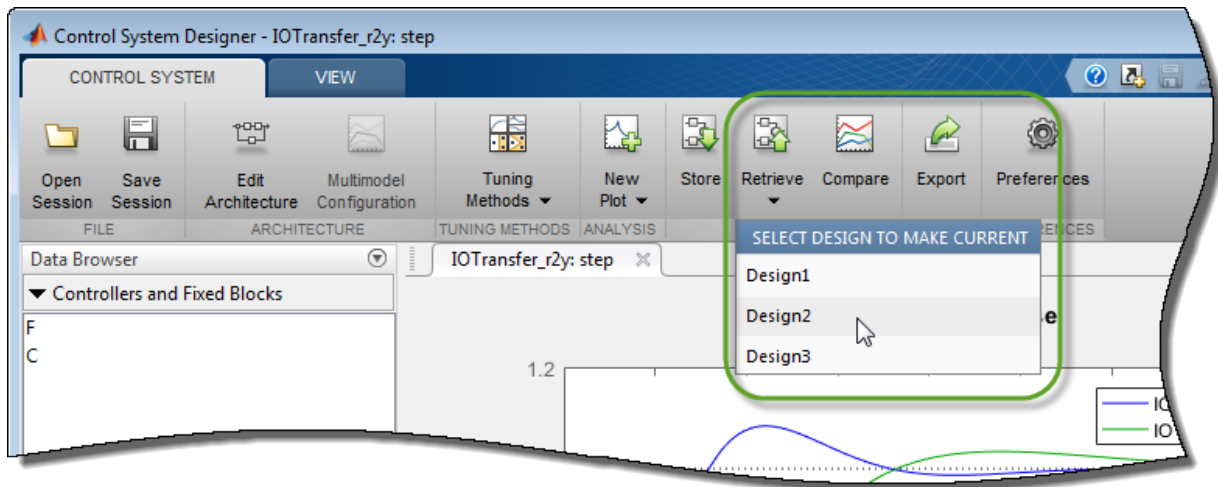 Control System Designer - IOTransfer_r2y: step
CONTROL SYSTEM VIEW
Open Session
Save Session
Edit Architecture
Multimodel Configuration
Tuning Methods
New Plot
Store
Retrieve
Compare
Export
Preferences
FILE ARCHITECTURE TUNING METHODS ANALYSIS
SELECT DESIGN TO MAKE CURRENT
Design1
Design2
Design3
Data Browser
Controllers and Fixed Blocks
F
C
IOTransfer_r2y: step
1.2